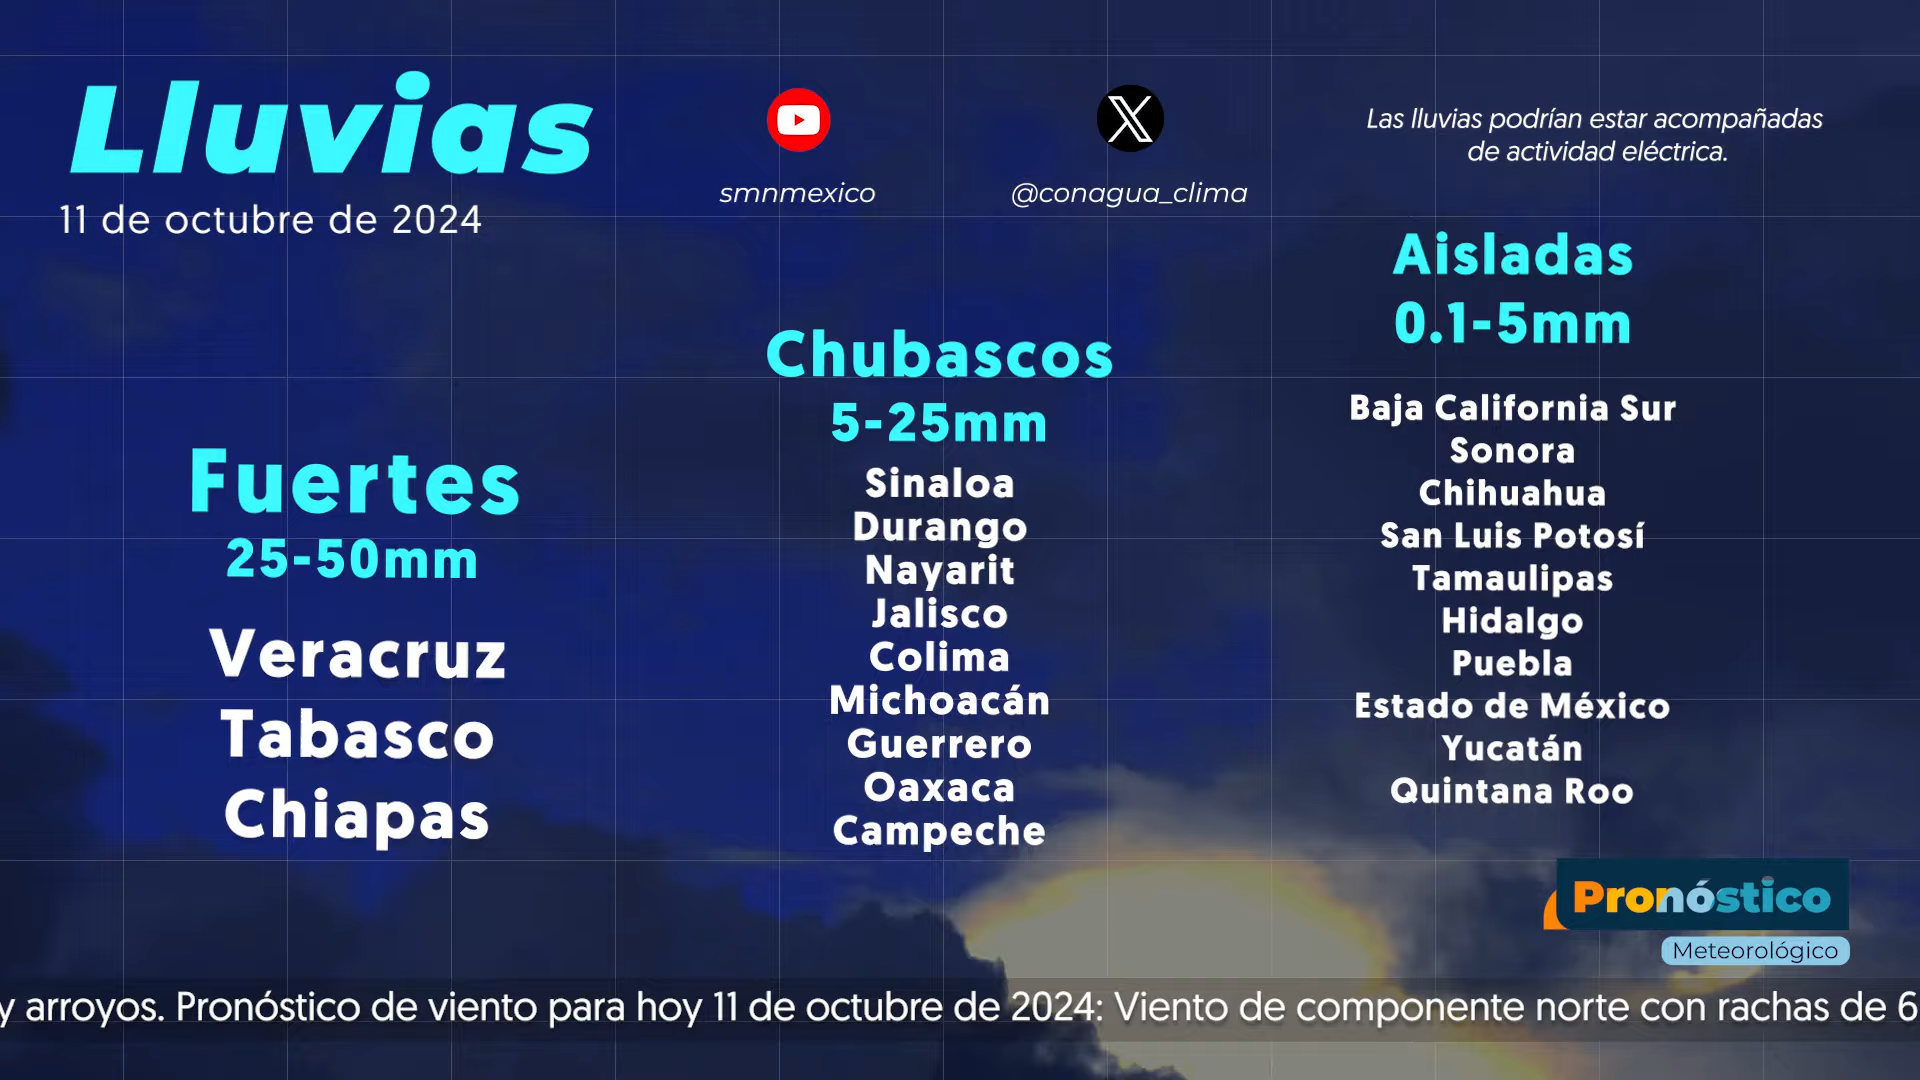 Lluvias
11 de octubre de 2024
smnmexico
@conagua_clima
Las lluvias podrían estar acompañadas
de actividad eléctrica.
Fuertes
25-50mm
Veracruz
Tabasco
Chiapas
Chubascos
5-25mm
Sinaloa
Durango
Nayarit
Jalisco
Colima
Michoacán
Guerrero
Oaxaca
Campeche
Aisladas
0.1-5mm
Baja California Sur
Sonora
Chihuahua
San Luis Potosí
Tamaulipas
Hidalgo
Puebla
Estado de México
Yucatán
Quintana Roo
Pronóstico
Meteorológico
y arroyos. Pronóstico de viento para hoy 11 de octubre de 2024: Viento de componente norte con rachas de 6